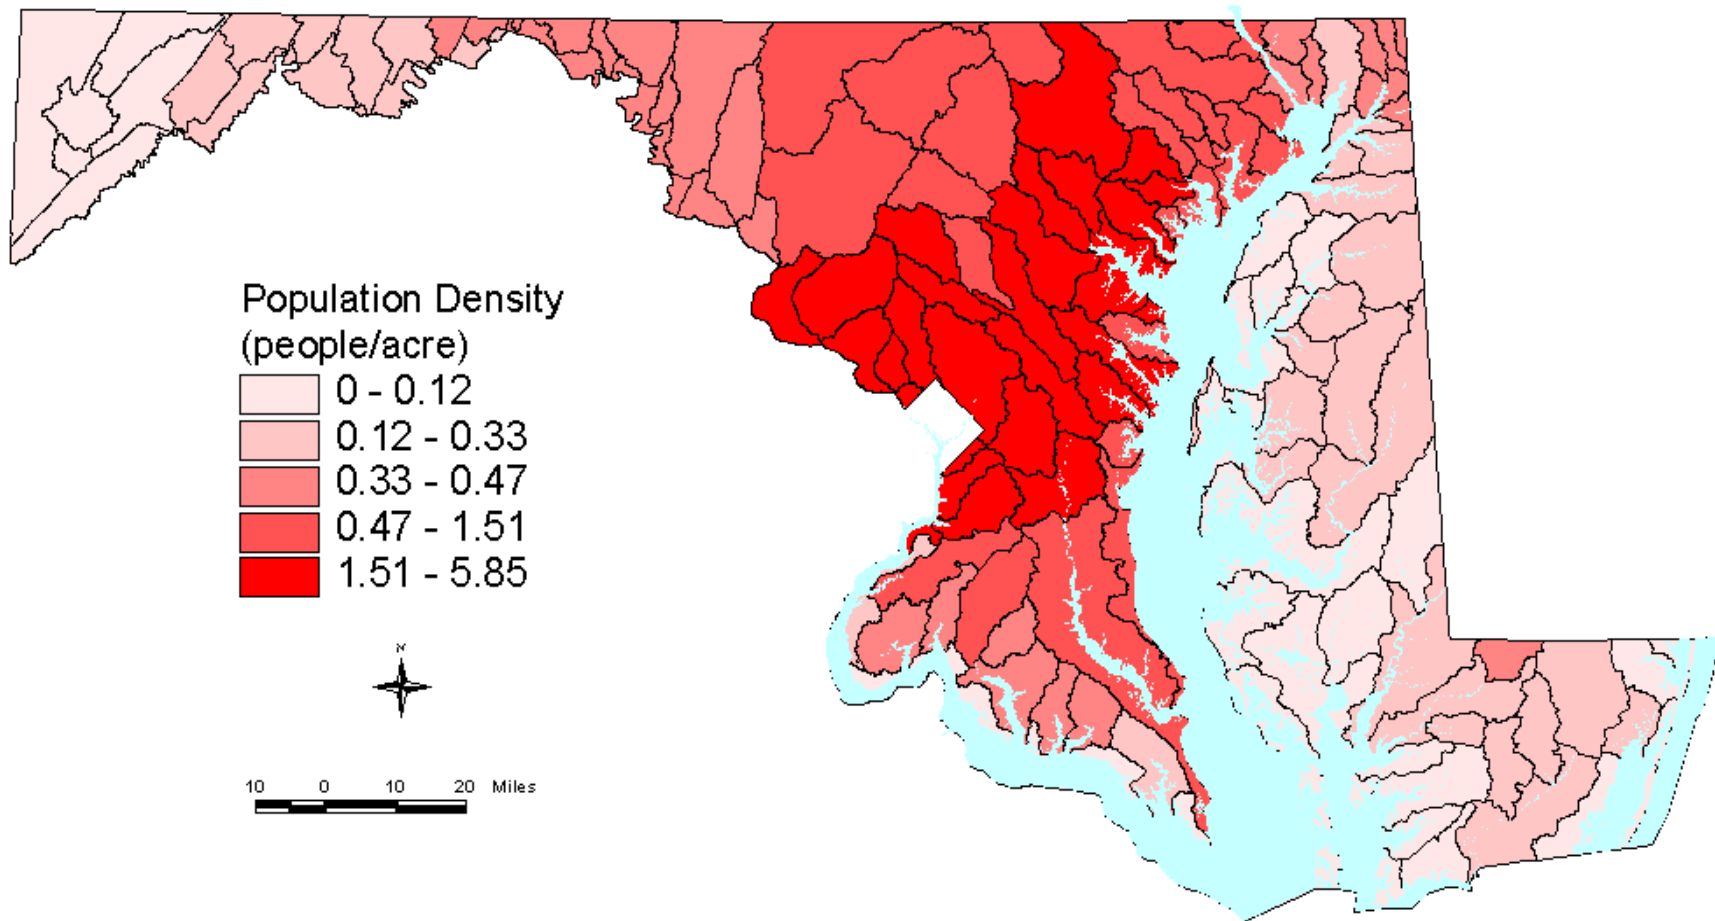 Population Density
(people/acre)
0 - 0.12
0.12 - 0.33
0.33 - 0.47
0.47 - 1.51
1.51 - 5.85
N
10 0 10 20 Miles